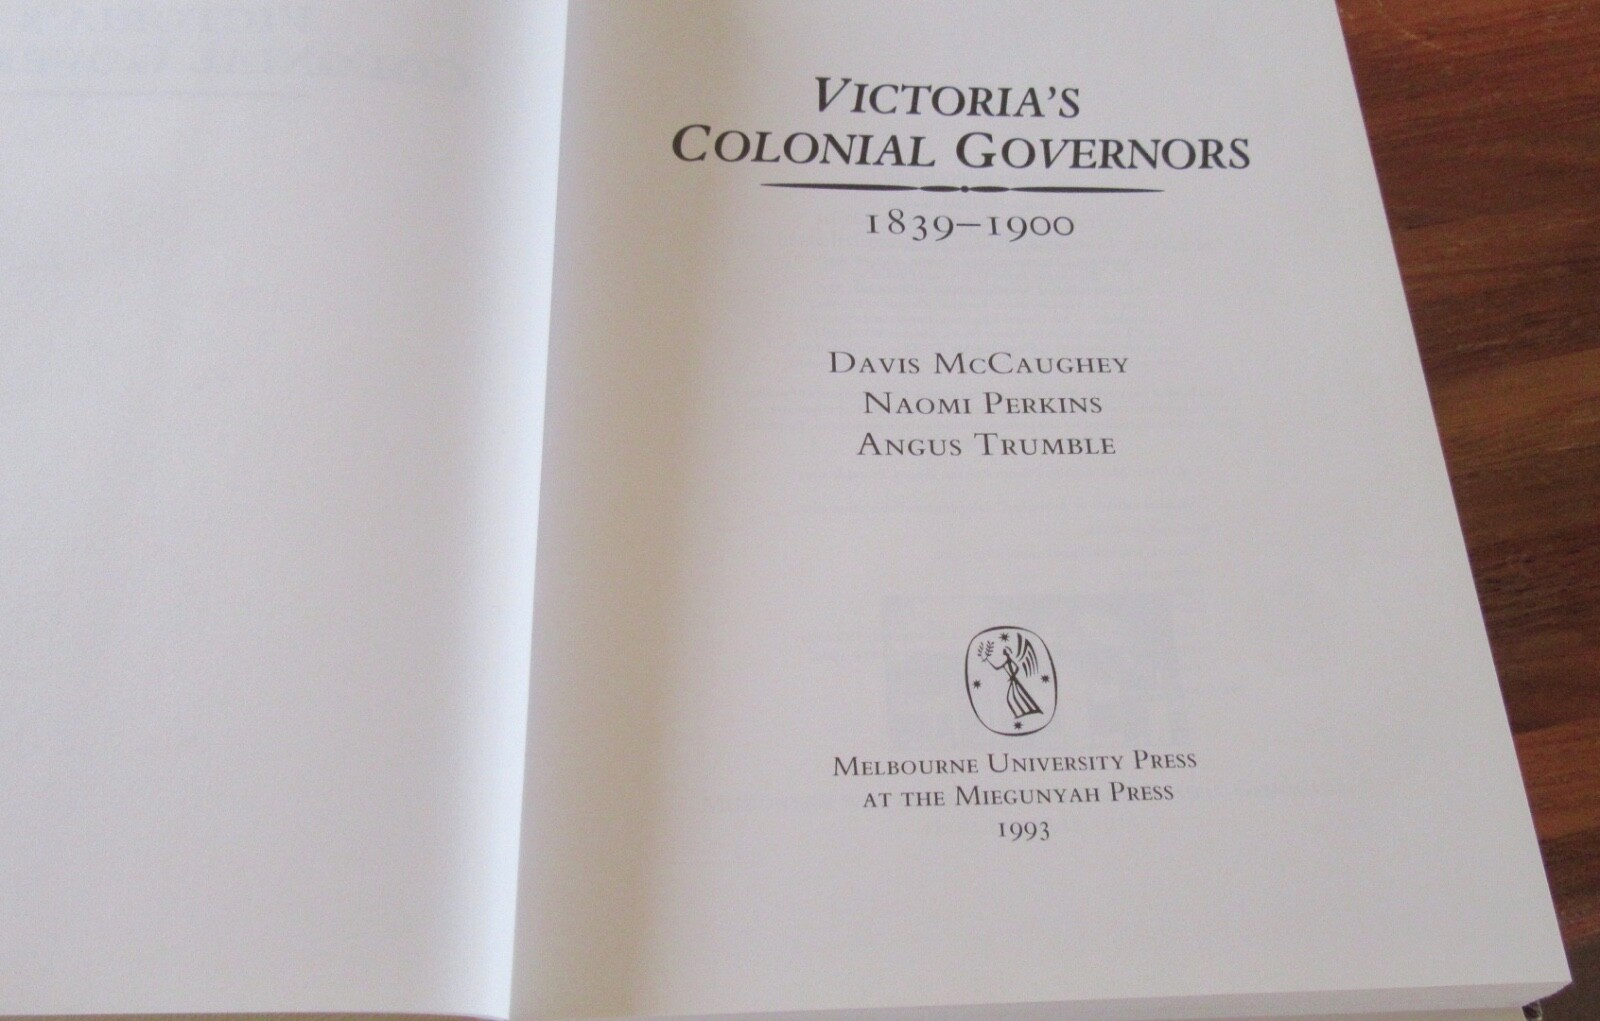 VICTORIA'S
COLONIAL GOVERNORS
1839–1900
DAVIS MCCAUGHEY
NAOMI PERKINS
ANGUS TRUMBLE
MELBOURNE UNIVERSITY PRESS
AT THE MIEGUNYAH PRESS
1993